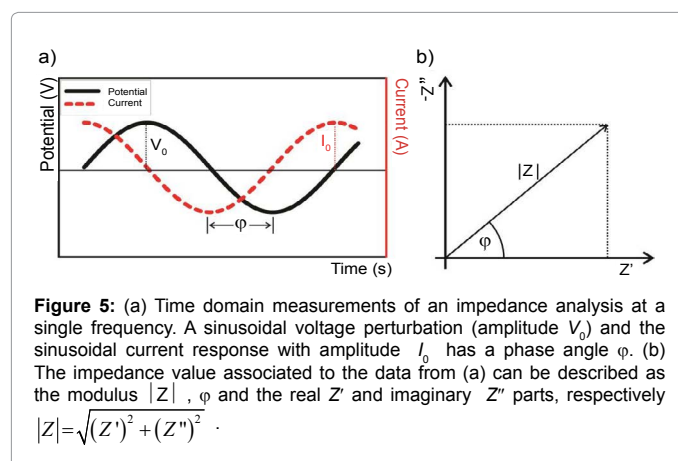 a)
b)
Potential (V)
Potential
Current
V₀
I₀
φ
Current (A)
Time (s)
-Z"
|Z|
φ
Z'
Figure 5: (a) Time domain measurements of an impedance analysis at a
single frequency. A sinusoidal voltage perturbation (amplitude V₀) and the
sinusoidal current response with amplitude I₀ has a phase angle φ. (b)
The impedance value associated to the data from (a) can be described as
the modulus |Z| , φ and the real Z′ and imaginary Z″ parts, respectively
|Z|=√((Z')²+(Z")²) .